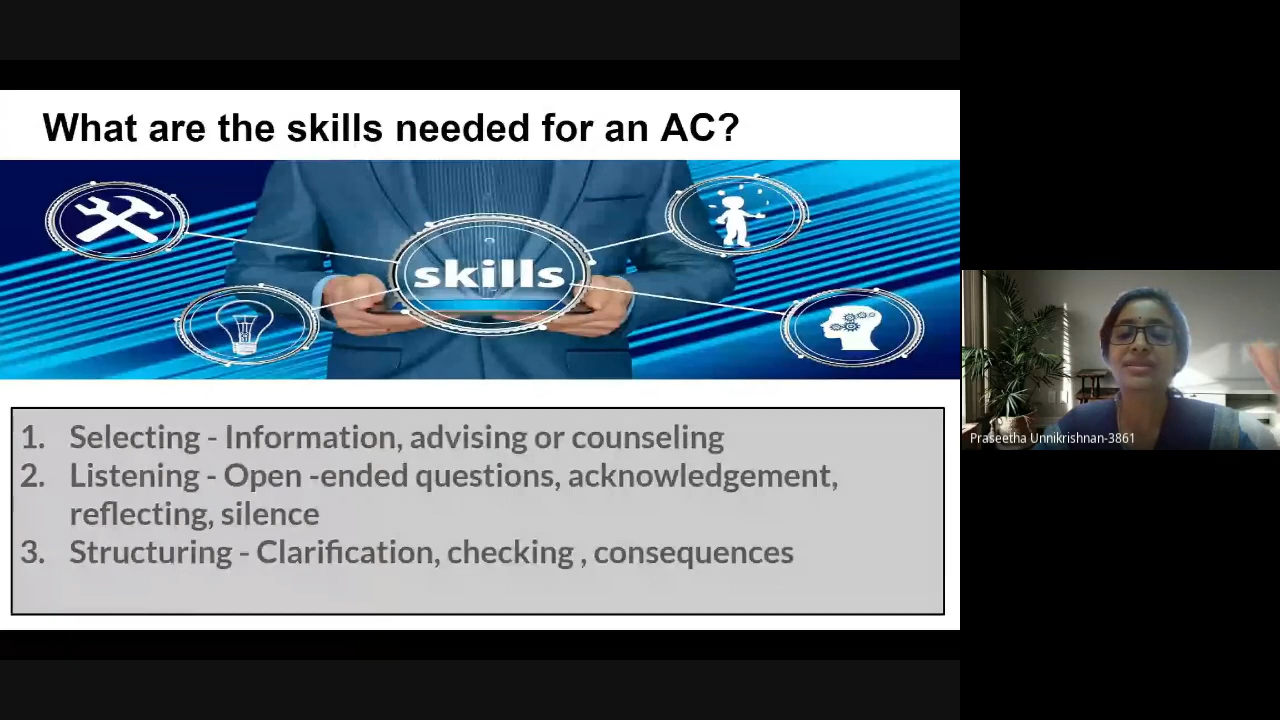 What are the skills needed for an AC?
skills
1. Selecting - Information, advising or counseling
2. Listening - Open -ended questions, acknowledgement,
reflecting, silence
3. Structuring - Clarification, checking , consequences
Praseetha Unnikrishnan-3861